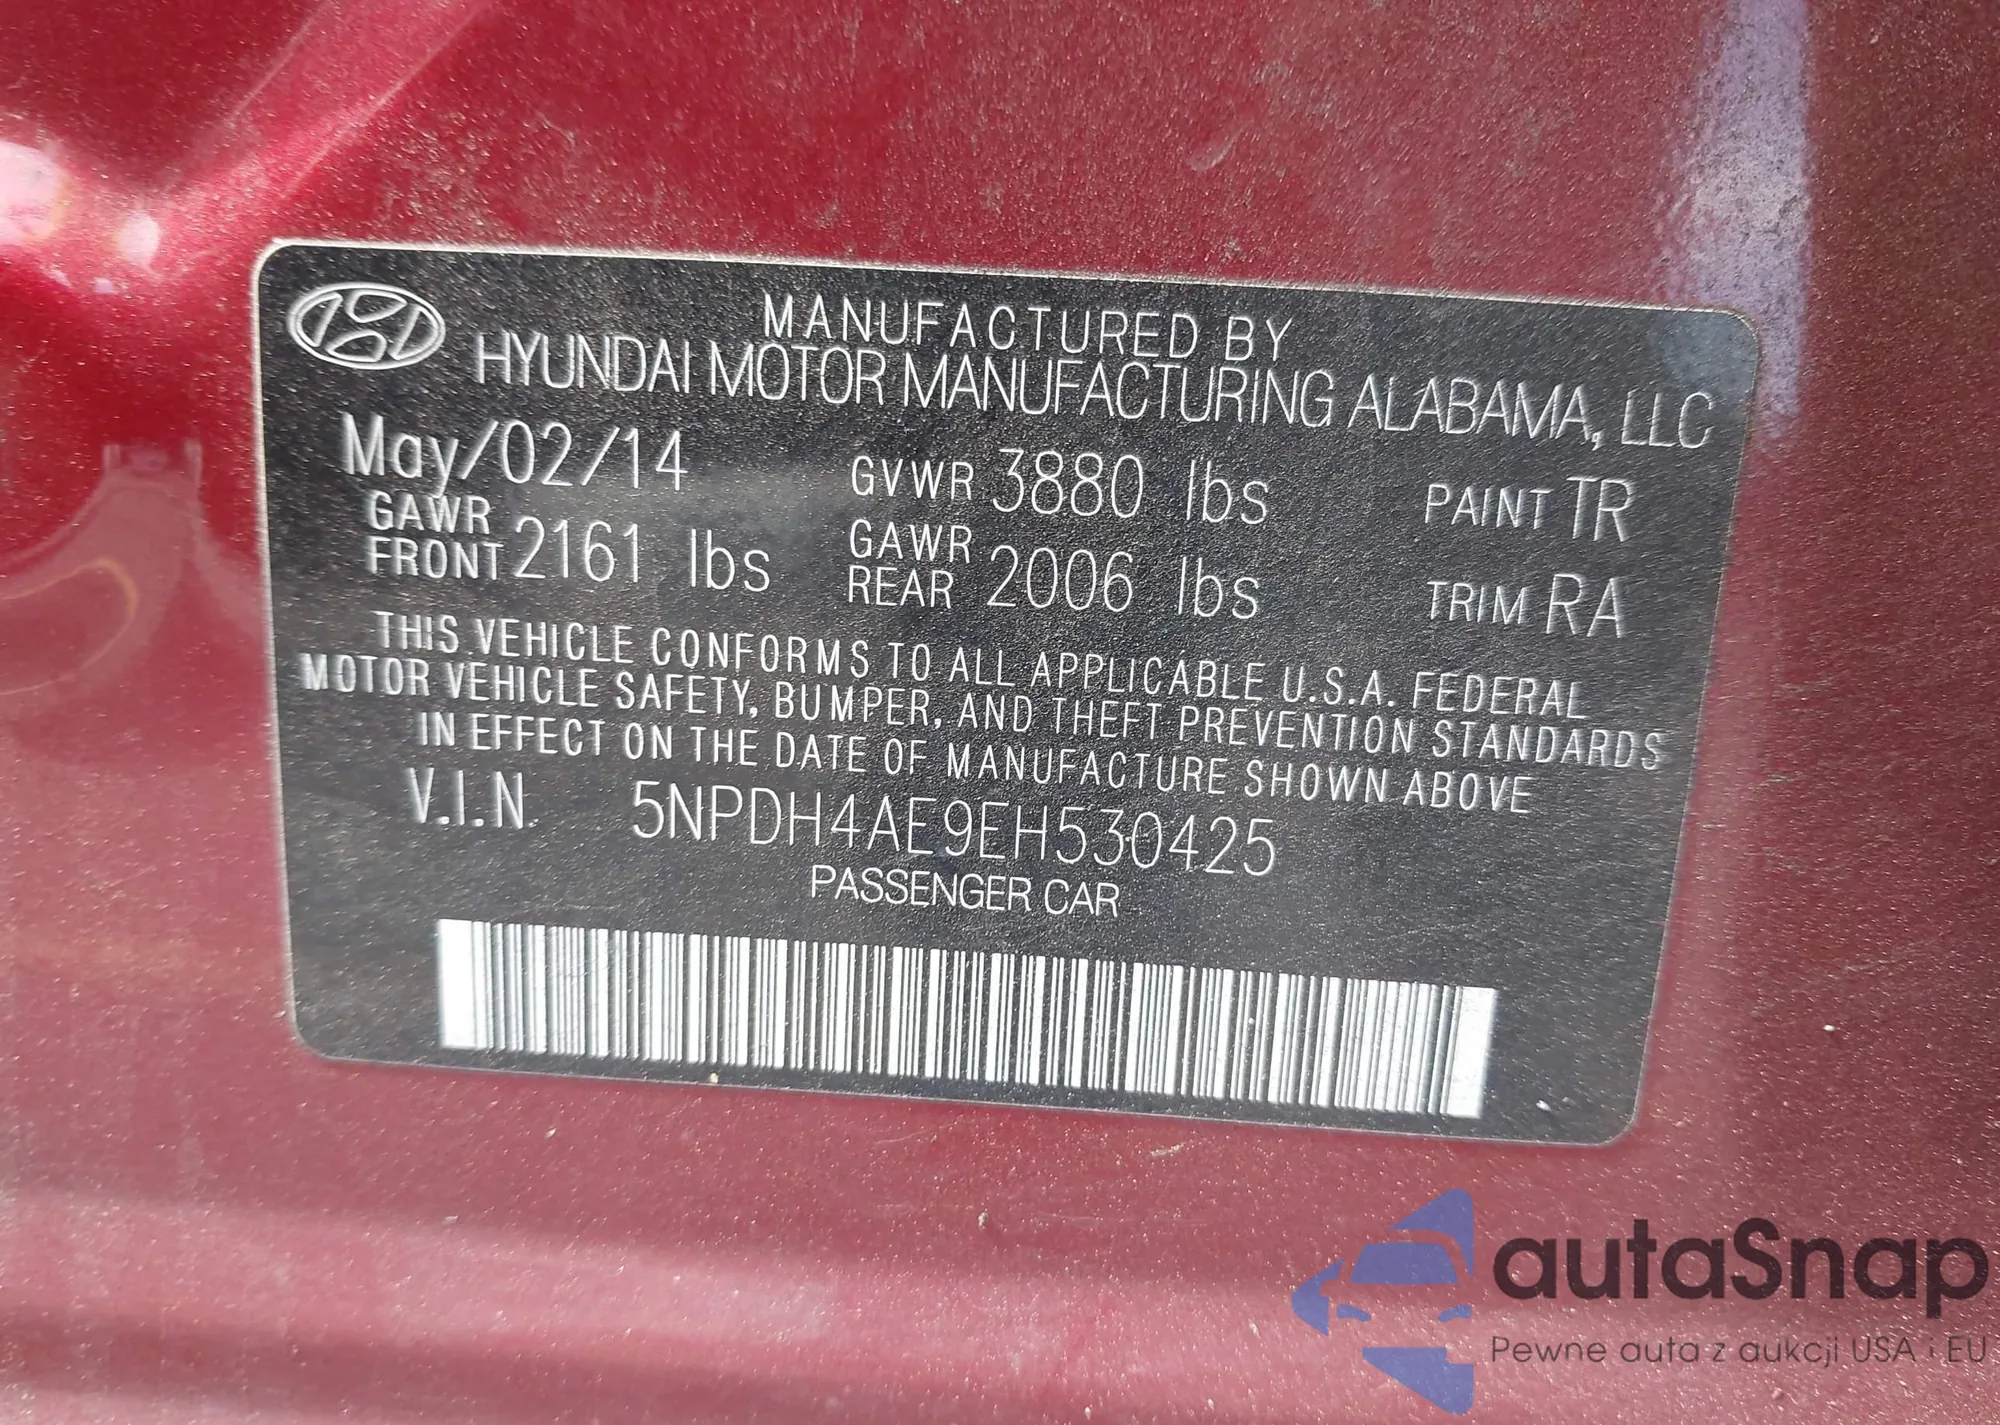 MANUFACTURED BY
HYUNDAI MOTOR MANUFACTURING ALABAMA, LLC
May/02/14 GVWR 3880 lbs PAINT TR
GAWR FRONT 2161 lbs GAWR REAR 2006 lbs TRIM RA
THIS VEHICLE CONFORMS TO ALL APPLICABLE U.S.A. FEDERAL
MOTOR VEHICLE SAFETY, BUMPER, AND THEFT PREVENTION STANDARDS
IN EFFECT ON THE DATE OF MANUFACTURE SHOWN ABOVE
V.I.N. 5NPDH4AE9EH530425
PASSENGER CAR
autaSnap
Pewne auta z aukcji USA i EU